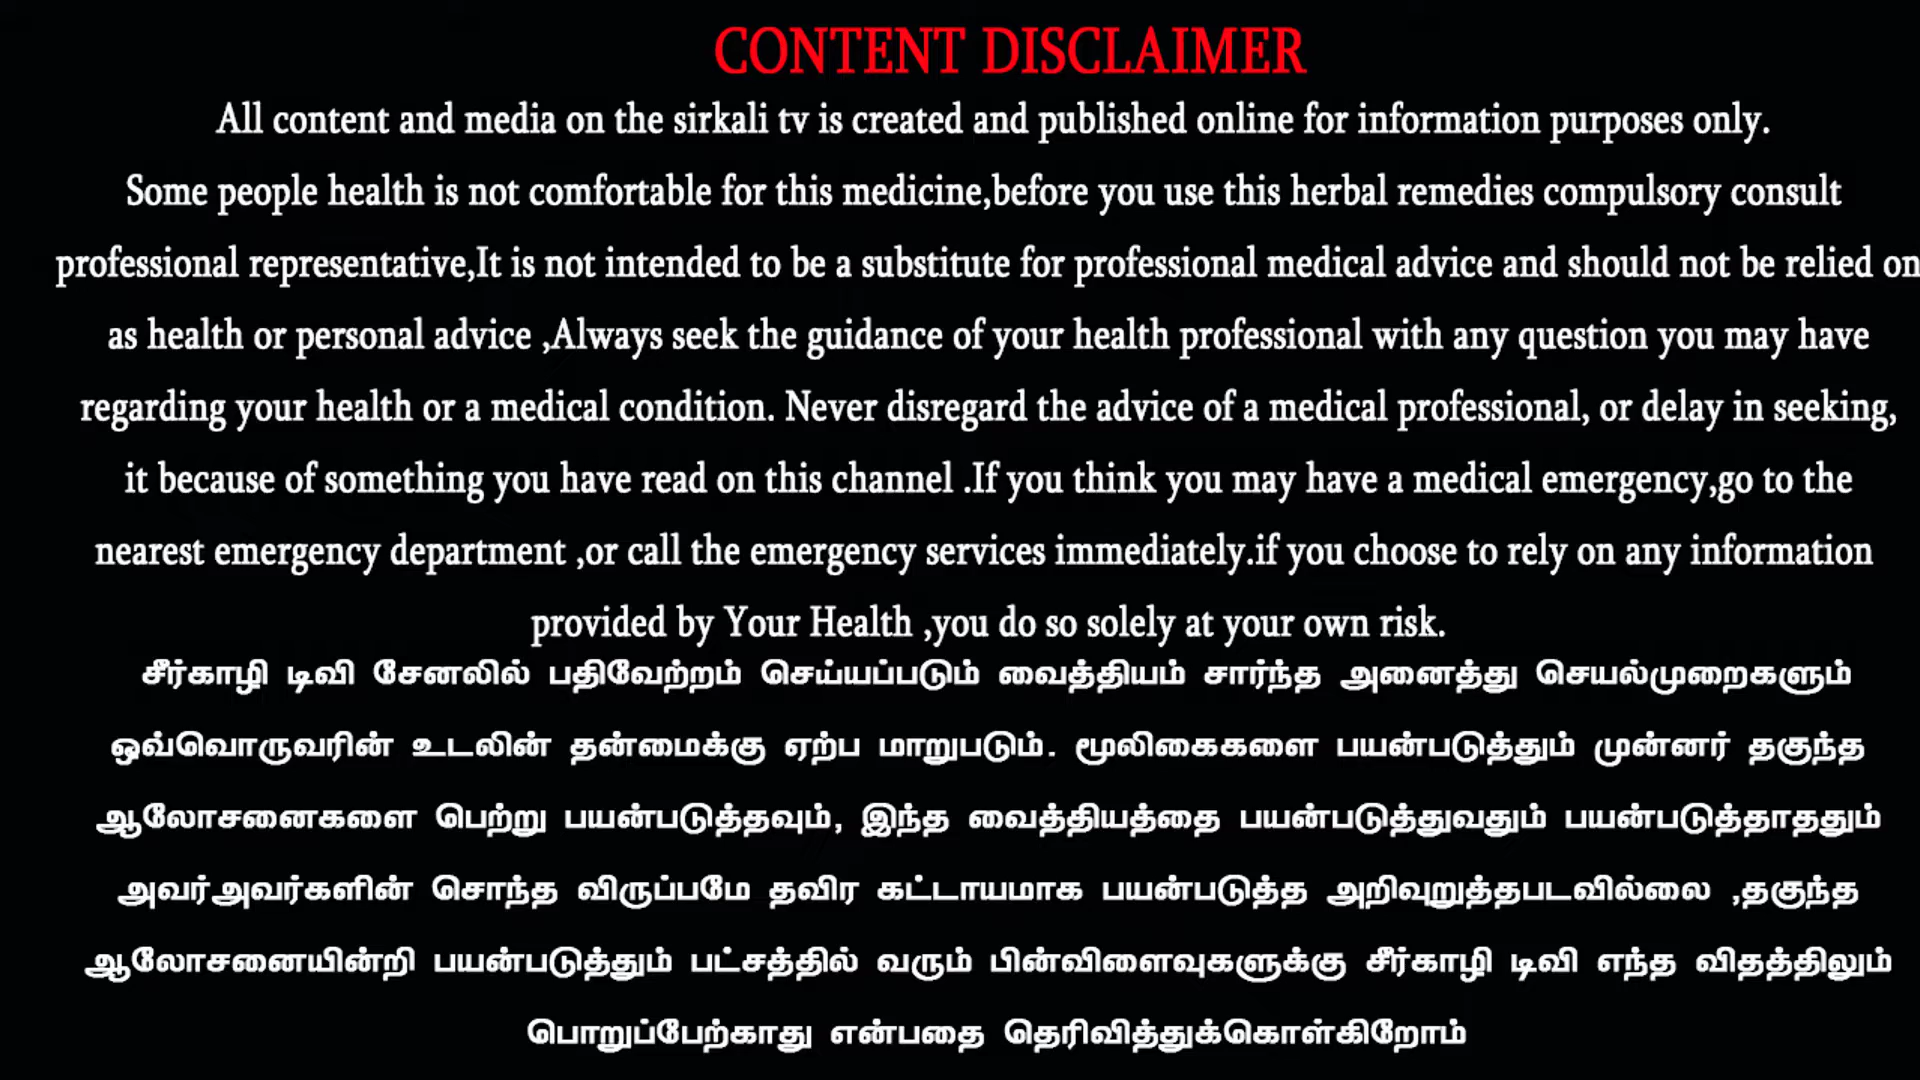 CONTENT DISCLAIMER
All content and media on the sirkali tv is created and published online for information purposes only.
Some people health is not comfortable for this medicine,before you use this herbal remedies compulsory consult
professional representative,It is not intended to be a substitute for professional medical advice and should not be relied on
as health or personal advice ,Always seek the guidance of your health professional with any question you may have
regarding your health or a medical condition. Never disregard the advice of a medical professional, or delay in seeking,
it because of something you have read on this channel .If you think you may have a medical emergency,go to the
nearest emergency department ,or call the emergency services immediately.if you choose to rely on any information
provided by Your Health ,you do so solely at your own risk.
சீர்காழி டிவி சேனலில் பதிவேற்றம் செய்யப்படும் வைத்தியம் சார்ந்த அனைத்து செயல்முறைகளும்
ஒவ்வொருவரின் உடலின் தன்மைக்கு ஏற்ப மாறுபடும். மூலிகைகளை பயன்படுத்தும் முன்னர் தகுந்த
ஆலோசனைகளை பெற்று பயன்படுத்தவும், இந்த வைத்தியத்தை பயன்படுத்துவதும் பயன்படுத்தாததும்
அவர்அவர்களின் சொந்த விருப்பமே தவிர கட்டாயமாக பயன்படுத்த அறிவுறுத்தபடவில்லை ,தகுந்த
ஆலோசனையின்றி பயன்படுத்தும் பட்சத்தில் வரும் பின்விளைவுகளுக்கு சீர்காழி டிவி எந்த விதத்திலும்
பொறுப்பேற்காது என்பதை தெரிவித்துக்கொள்கிறோம்